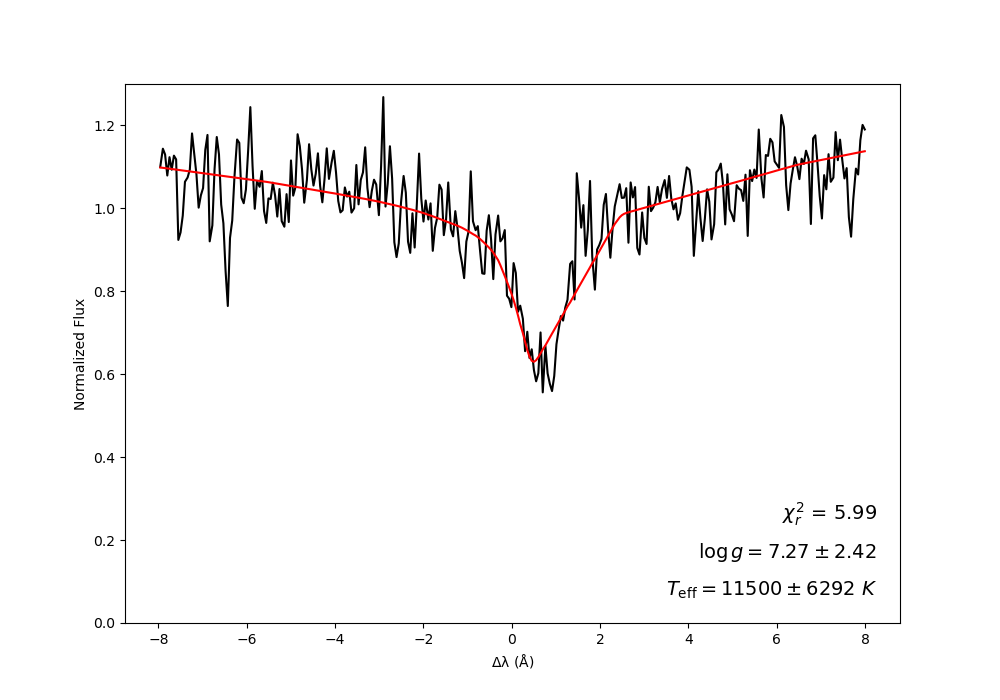 1.2
1.0
0.8
0.6
0.4
0.2
0.0
Normalized Flux
χ²ᵣ = 5.99
log g = 7.27 ± 2.42
T_eff = 11500 ± 6292 K
−8 −6 −4 −2 0 2 4 6 8
Δλ (Å)